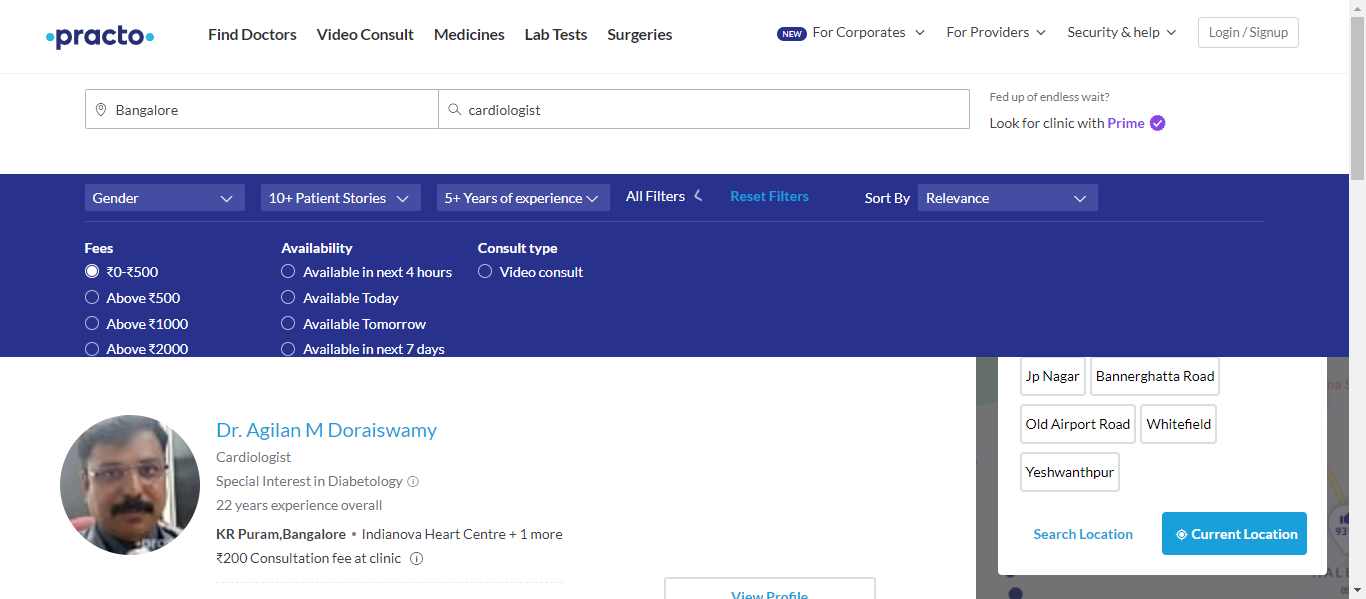 practo
Find Doctors Video Consult Medicines Lab Tests Surgeries
NEW For Corporates For Providers Security & help Login / Signup
Bangalore cardiologist
Fed up of endless wait?
Look for clinic with Prime
Gender 10+ Patient Stories 5+ Years of experience All Filters Reset Filters Sort By Relevance
Fees Availability Consult type
₹0-₹500 Available in next 4 hours Video consult
Above ₹500 Available Today
Above ₹1000 Available Tomorrow
Above ₹2000 Available in next 7 days
Jp Nagar Bannerghatta Road
Old Airport Road Whitefield
Yeshwanthpur
Search Location Current Location
Dr. Agilan M Doraiswamy
Cardiologist
Special Interest in Diabetology
22 years experience overall
KR Puram,Bangalore • Indianova Heart Centre + 1 more
₹200 Consultation fee at clinic
View Profile